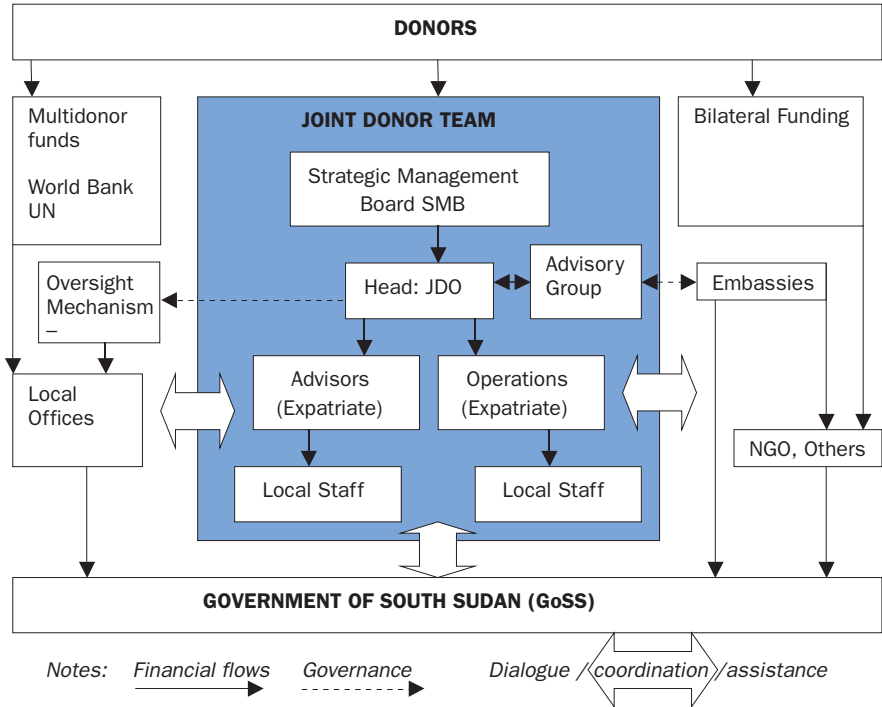 DONORS
Multidonor
funds
World Bank
UN
JOINT DONOR TEAM
Bilateral Funding
Strategic Management
Board SMB
Oversight
Mechanism
–
Head: JDO
Advisory
Group
Embassies
Local
Offices
Advisors
(Expatriate)
Operations
(Expatriate)
NGO, Others
Local Staff
Local Staff
GOVERNMENT OF SOUTH SUDAN (GoSS)
Notes: Financial flows Governance Dialogue / coordination / assistance